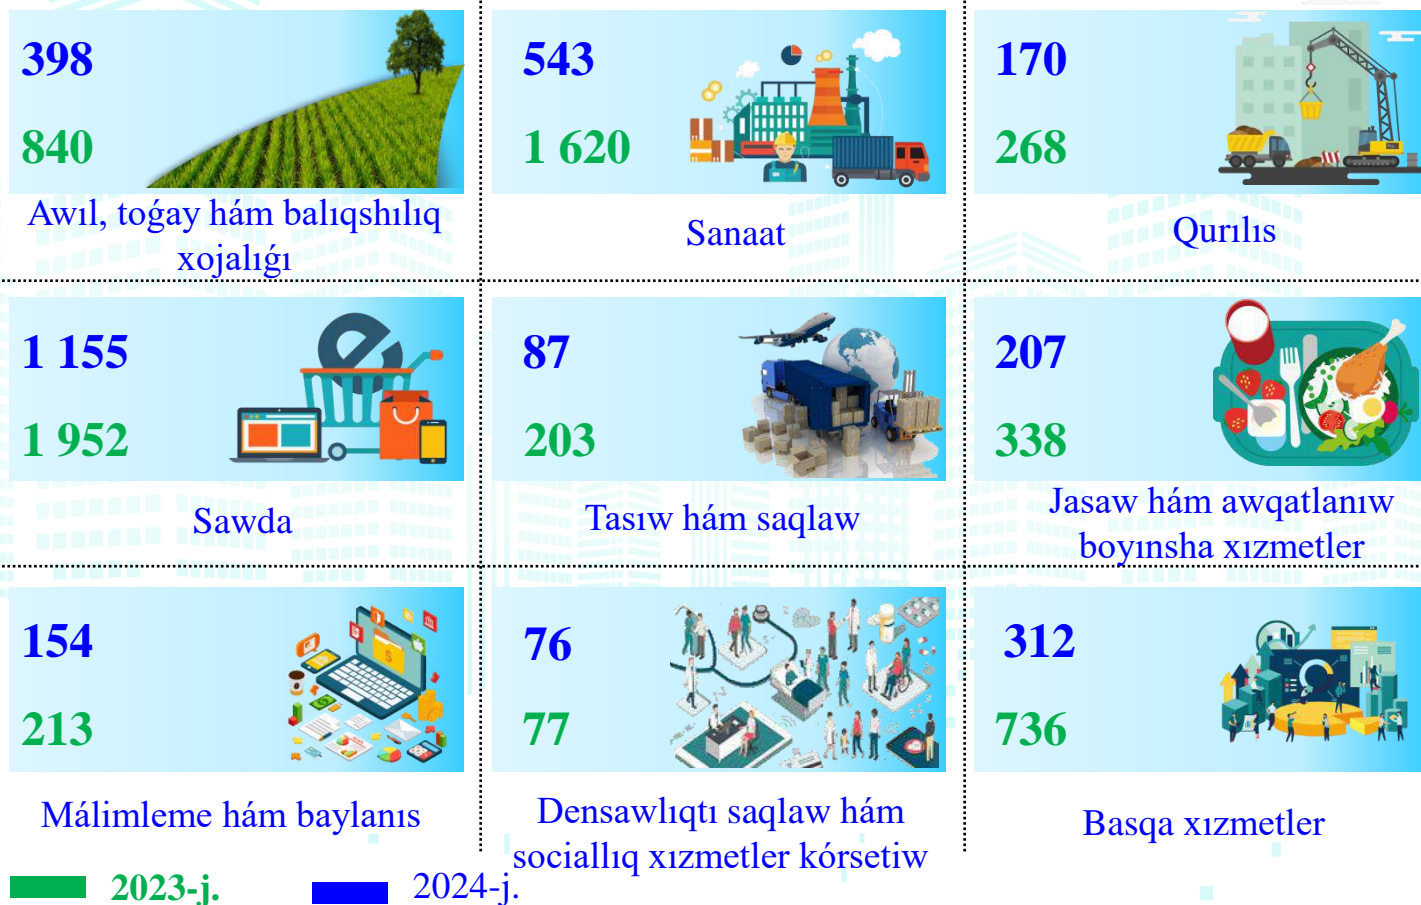 398
840
Awıl, toǵay hám balıqshılıq
xojalıǵı
543
1 620
Sanaat
170
268
Qurılıs
1 155
1 952
Sawda
87
203
Tasıw hám saqlaw
207
338
Jasaw hám awqatlanıw
boyınsha xızmetler
154
213
Málimleme hám baylanıs
76
77
Densawlıqtı saqlaw hám
sociallıq xızmetler kórsetiw
312
736
Basqa xızmetler
2023-j.
2024-j.